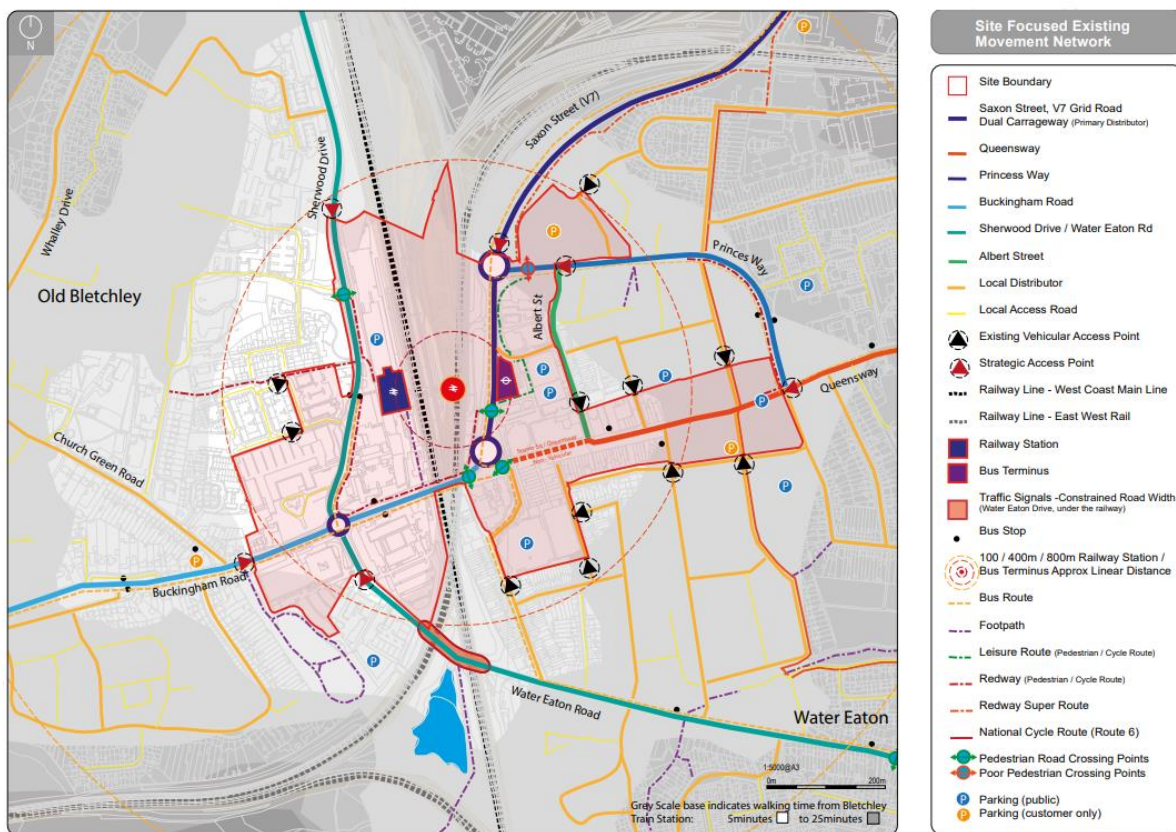 N
Saxon Street (V7)
Sherwood Drive
Whalley Drive
Princes Way
Old Bletchley
Albert St
Queensway
Church Green Road
Buckingham Road
Water Eaton Road
Water Eaton
1:5000@A3
0m 200m
Grey Scale base indicates walking time from Bletchley
Train Station: 5minutes to 25minutes
Site Focused Existing
Movement Network
Site Boundary
Saxon Street, V7 Grid Road
Dual Carrageway (Primary Distributor)
Queensway
Princess Way
Buckingham Road
Sherwood Drive / Water Eaton Rd
Albert Street
Local Distributor
Local Access Road
Existing Vehicular Access Point
Strategic Access Point
Railway Line - West Coast Main Line
Railway Line - East West Rail
Railway Station
Bus Terminus
Traffic Signals -Constrained Road Width
(Water Eaton Drive, under the railway)
Bus Stop
100 / 400m / 800m Railway Station /
Bus Terminus Approx Linear Distance
Bus Route
Footpath
Leisure Route (Pedestrian / Cycle Route)
Redway (Pedestrian / Cycle Route)
Redway Super Route
National Cycle Route (Route 6)
Pedestrian Road Crossing Points
Poor Pedestrian Crossing Points
P Parking (public)
P Parking (customer only)